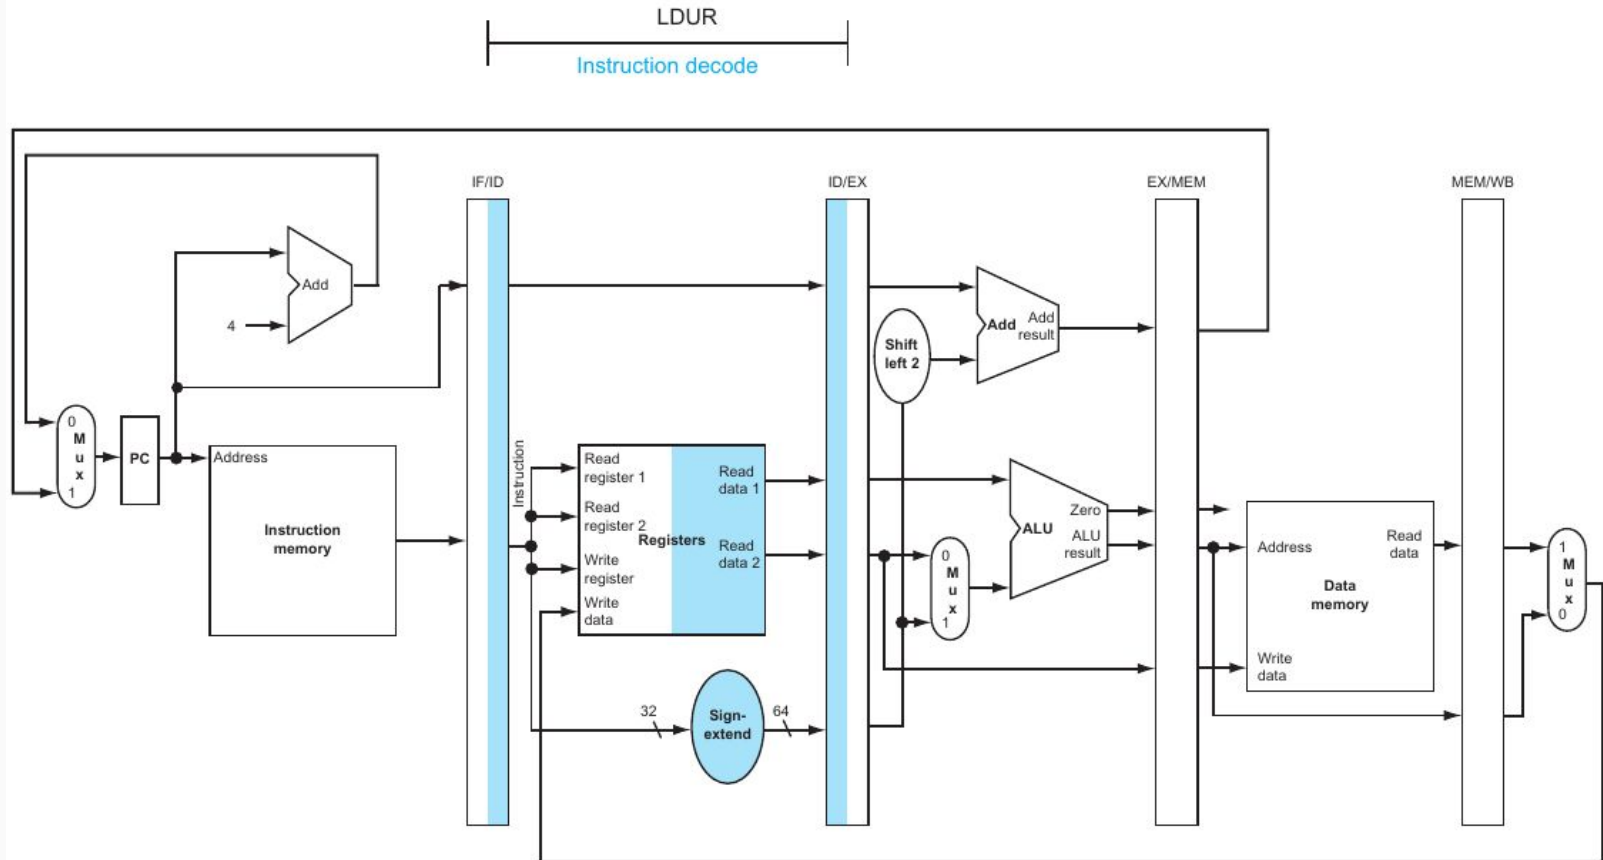 LDUR
Instruction decode
IF/ID
ID/EX
EX/MEM
MEM/WB
Add
4
Add
Add
result
Shift
left 2
0
M
u
x
1
PC
Address
Instruction
memory
Instruction
Read
register 1
Read
register 2
Write
register
Write
data
Registers
Read
data 1
Read
data 2
0
M
u
x
1
Zero
ALU
ALU
result
Address
Read
data
Data
memory
Write
data
1
M
u
x
0
32
Sign-
extend
64